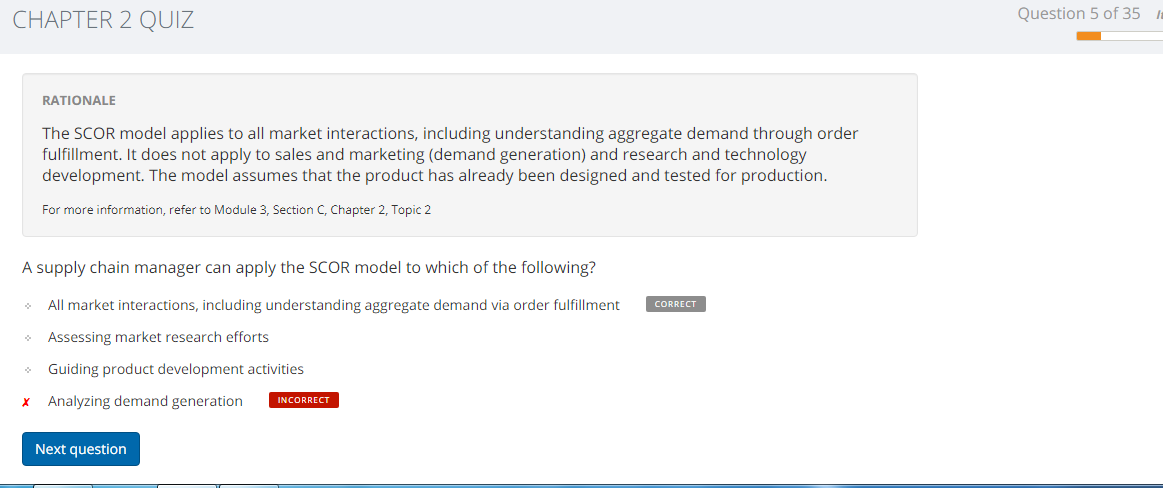 CHAPTER 2 QUIZ
Question 5 of 35
RATIONALE
The SCOR model applies to all market interactions, including understanding aggregate demand through order
fulfillment. It does not apply to sales and marketing (demand generation) and research and technology
development. The model assumes that the product has already been designed and tested for production.
For more information, refer to Module 3, Section C, Chapter 2, Topic 2
A supply chain manager can apply the SCOR model to which of the following?
All market interactions, including understanding aggregate demand via order fulfillment CORRECT
Assessing market research efforts
Guiding product development activities
✗ Analyzing demand generation INCORRECT
Next question